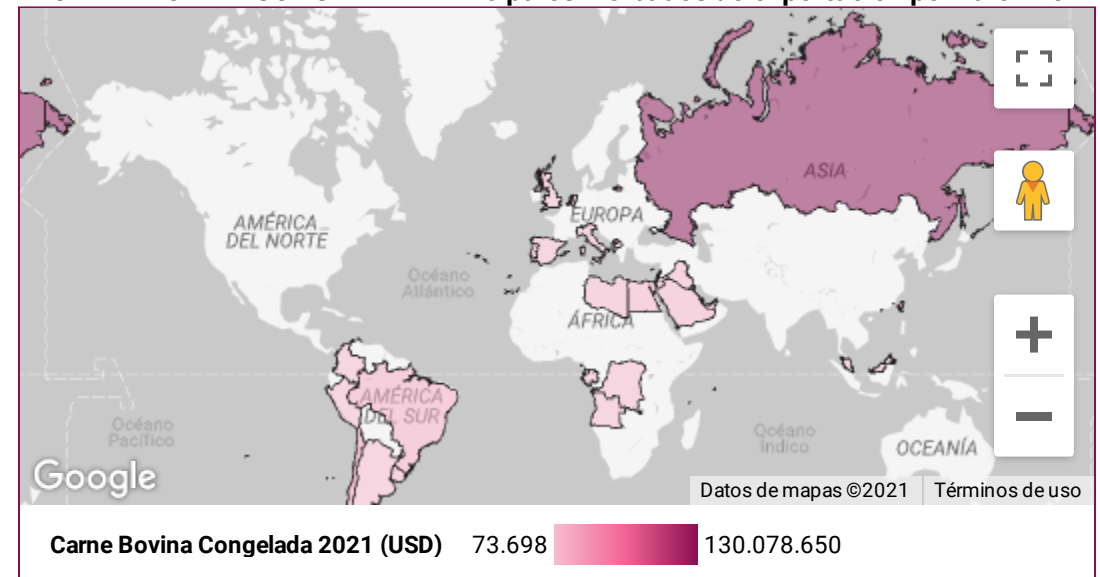 AMÉRICA
DEL NORTE
EUROPA
ASIA
Océano
Atlántico
ÁFRICA
AMÉRICA
DEL SUR
Océano
Pacífico
Océano
Índico
OCEANÍA
Google
Datos de mapas ©2021
Términos de uso
Carne Bovina Congelada 2021 (USD) 73.698 130.078.650